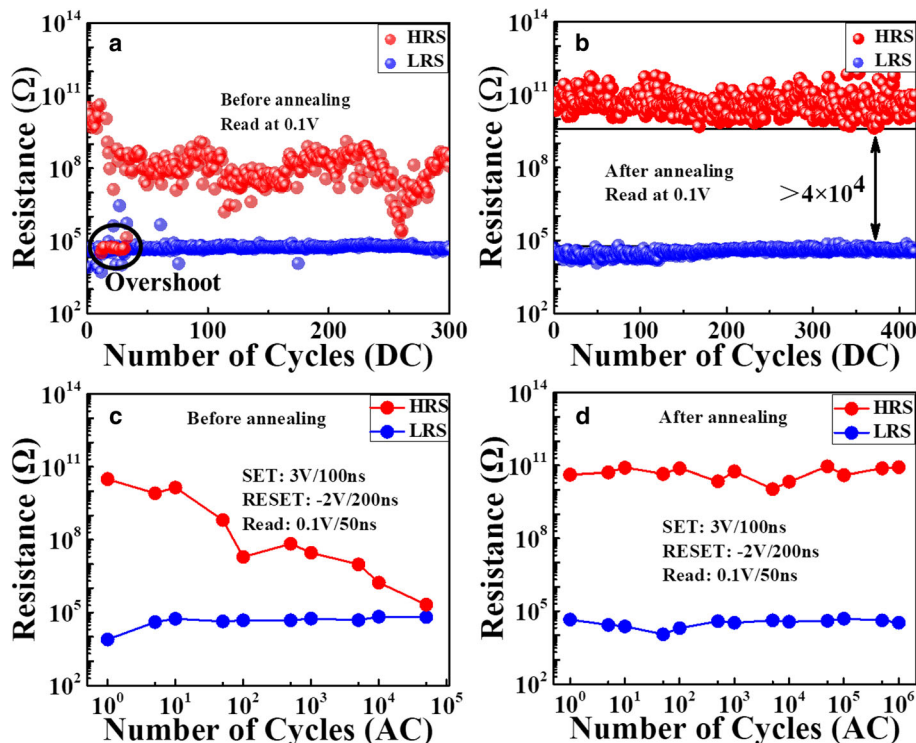 a
HRS
LRS
Before annealing
Read at 0.1V
Overshoot
10^14
10^11
10^8
10^5
10^2
Resistance (Ω)
0 100 200 300
Number of Cycles (DC)
b
HRS
LRS
After annealing
Read at 0.1V
>4×10^4
10^14
10^11
10^8
10^5
10^2
Resistance (Ω)
0 100 200 300 400
Number of Cycles (DC)
c
Before annealing
HRS
LRS
SET: 3V/100ns
RESET: -2V/200ns
Read: 0.1V/50ns
10^14
10^11
10^8
10^5
10^2
Resistance (Ω)
10^0 10^1 10^2 10^3 10^4 10^5
Number of Cycles (AC)
d
After annealing
HRS
LRS
SET: 3V/100ns
RESET: -2V/200ns
Read: 0.1V/50ns
10^14
10^11
10^8
10^5
10^2
Resistance (Ω)
10^0 10^1 10^2 10^3 10^4 10^5 10^6
Number of Cycles (AC)